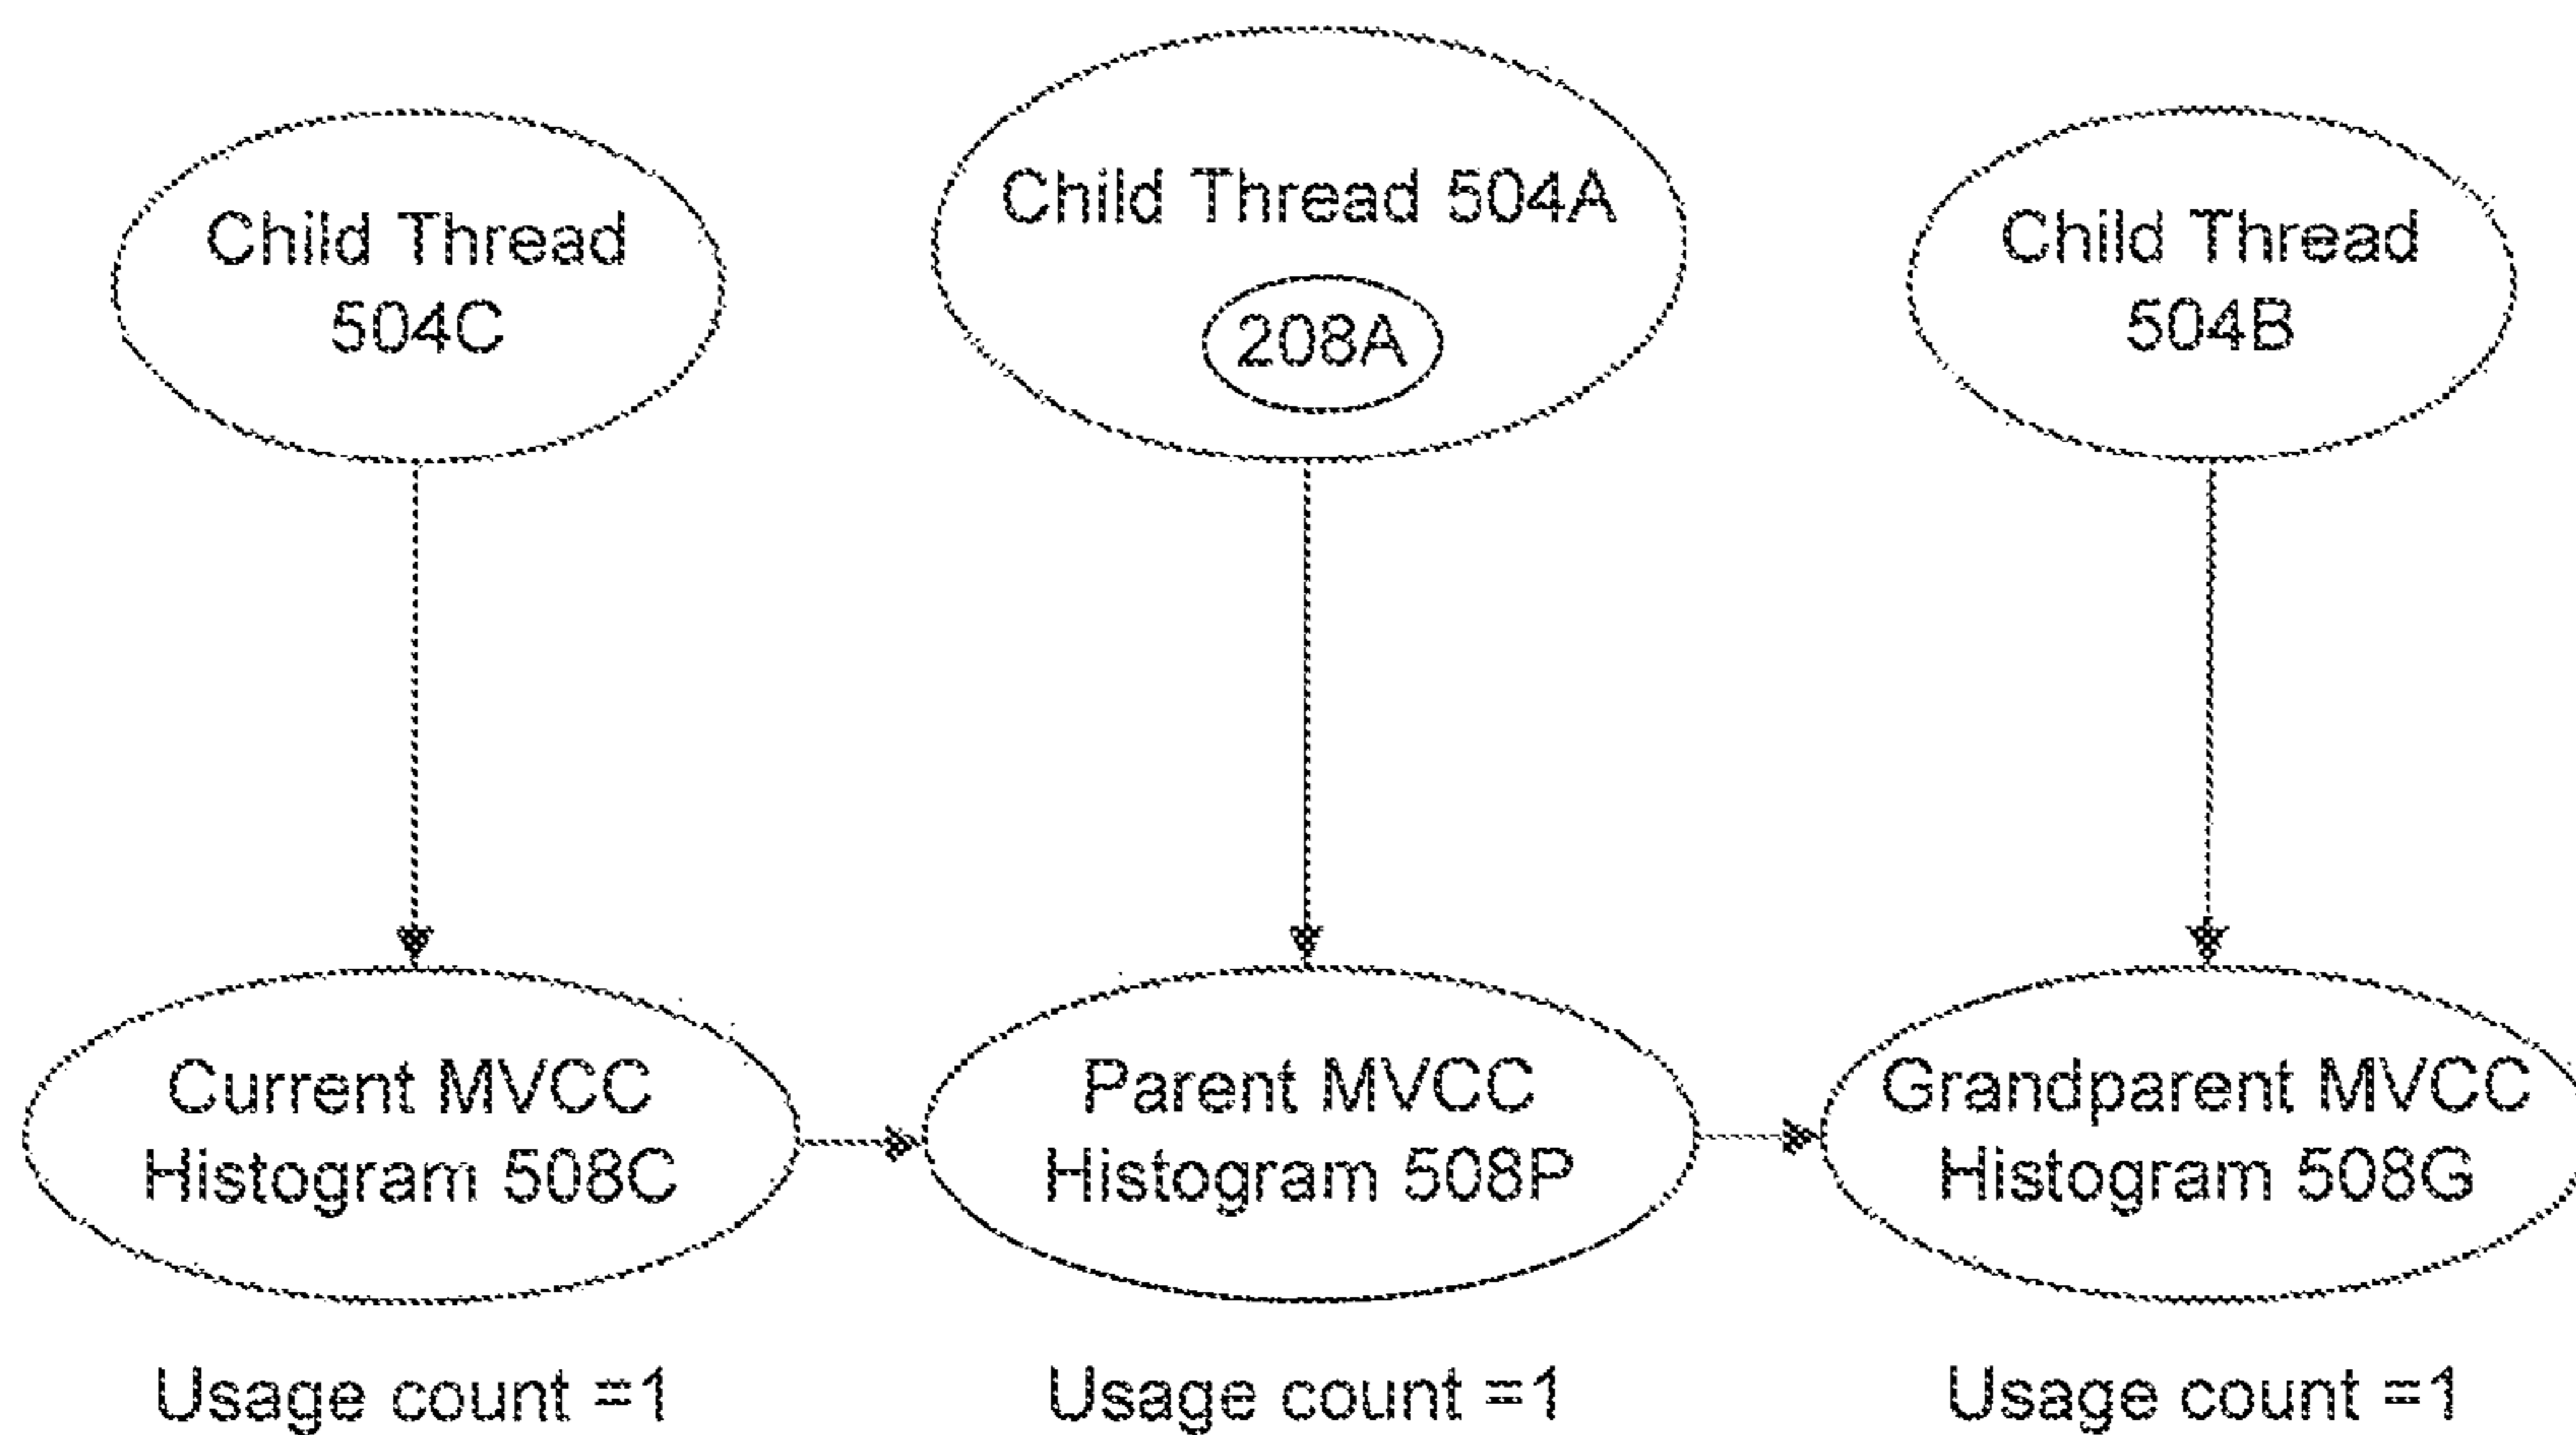 Child Thread
504C
Child Thread 504A
208A
Child Thread
504B
Current MVCC
Histogram 508C
Parent MVCC
Histogram 508P
Grandparent MVCC
Histogram 508G
Usage count =1
Usage count =1
Usage count =1